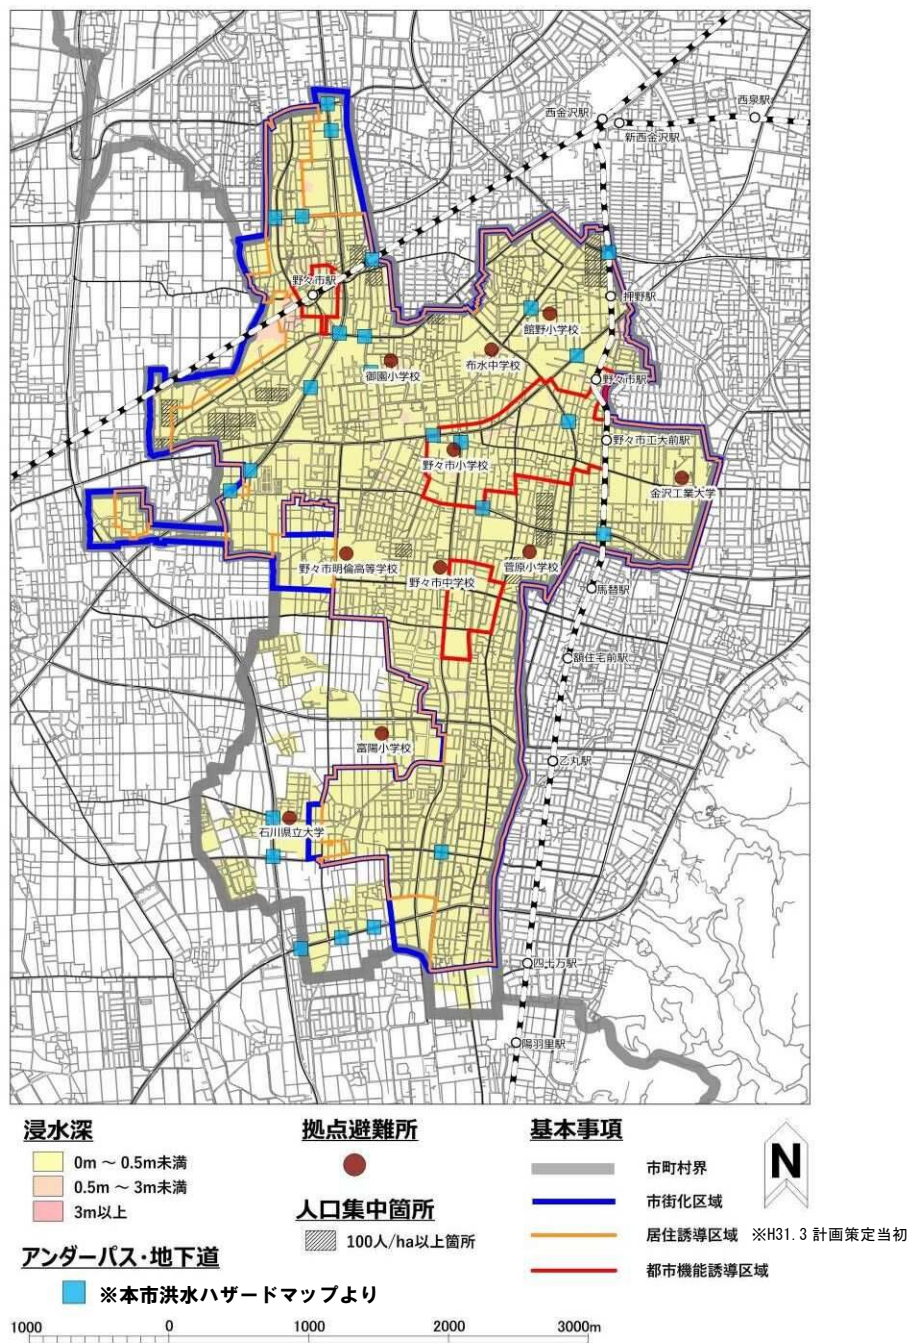 西泉駅
西金沢駅
新西金沢駅
野々市駅
押野駅
館野小学校
布水中学校
御園小学校
野々市駅
野々市工大前駅
野々市小学校
金沢工業大学
野々市明倫高等学校
野々市中学校
菅原小学校
馬替駅
額住宅前駅
富陽小学校
乙丸駅
石川県立大学
四十万駅
陽羽里駅
浸水深
0m ～ 0.5m未満
0.5m ～ 3m未満
3m以上
アンダーパス・地下道
※本市洪水ハザードマップより
拠点避難所
人口集中箇所
100人/ha以上箇所
基本事項
市町村界
市街化区域
居住誘導区域 ※H31.3 計画策定当初
都市機能誘導区域
N
1000 0 1000 2000 3000m